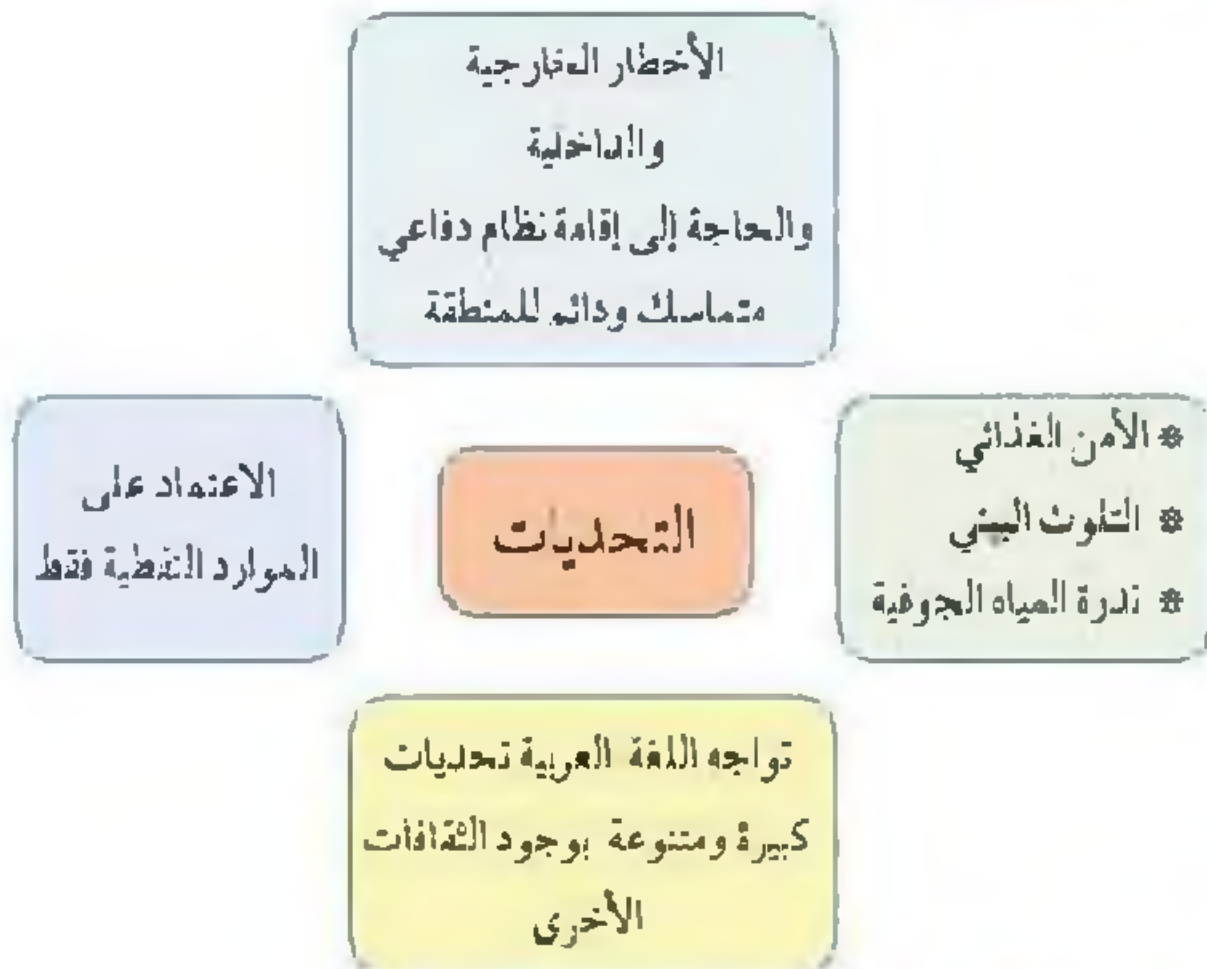 الأخطار الخارجية
والداخلية
والحاجة إلى إقامة نظام دفاعي
متماسك ودائم للمنطقة
* الأمن الغذائي
* التلوث البيئي
* ندرة المياه الجوفية
التحديات
الاعتماد على
الموارد النفطية فقط
تواجه اللغة العربية تحديات
كبيرة ومتنوعة بوجود الثقافات
الأخرى